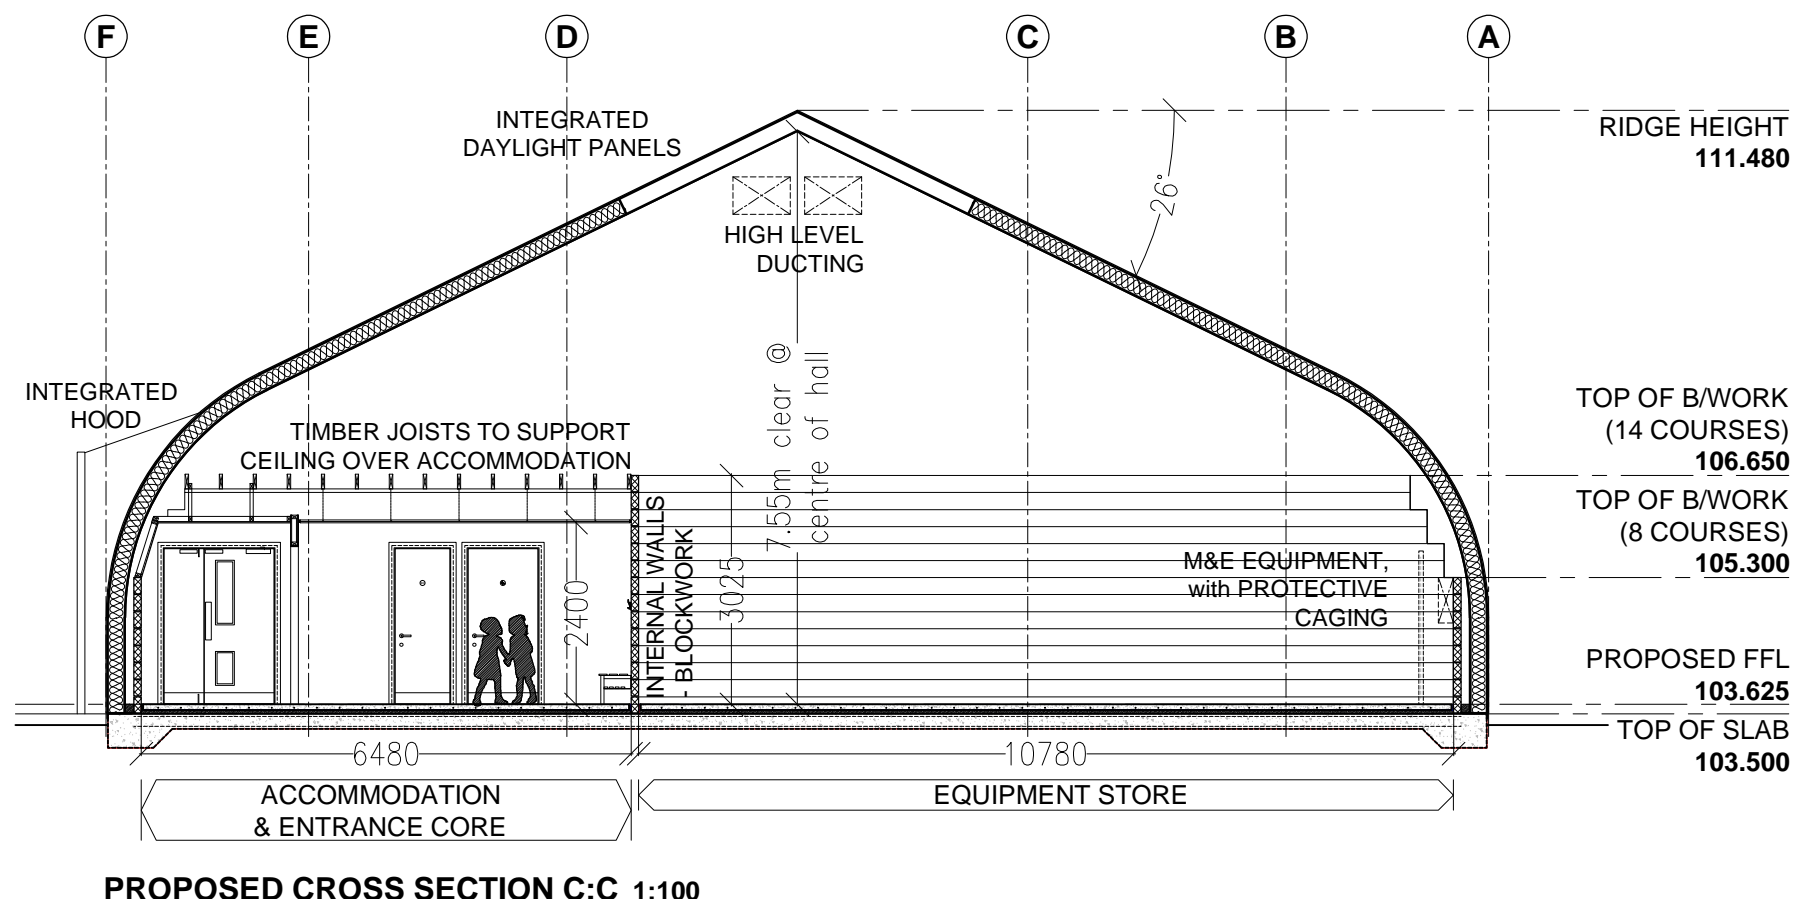 F E D C B A
INTEGRATED
DAYLIGHT PANELS
RIDGE HEIGHT
111.480
26°
HIGH LEVEL
DUCTING
7.55m clear @
centre of hall
INTEGRATED
HOOD
TIMBER JOISTS TO SUPPORT
CEILING OVER ACCOMMODATION
TOP OF B/WORK
(14 COURSES)
106.650
TOP OF B/WORK
(8 COURSES)
105.300
INTERNAL WALLS
- BLOCKWORK
3025
2400
M&E EQUIPMENT,
with PROTECTIVE
CAGING
PROPOSED FFL
103.625
TOP OF SLAB
103.500
6480
10780
ACCOMMODATION
& ENTRANCE CORE
EQUIPMENT STORE
PROPOSED CROSS SECTION C:C 1:100